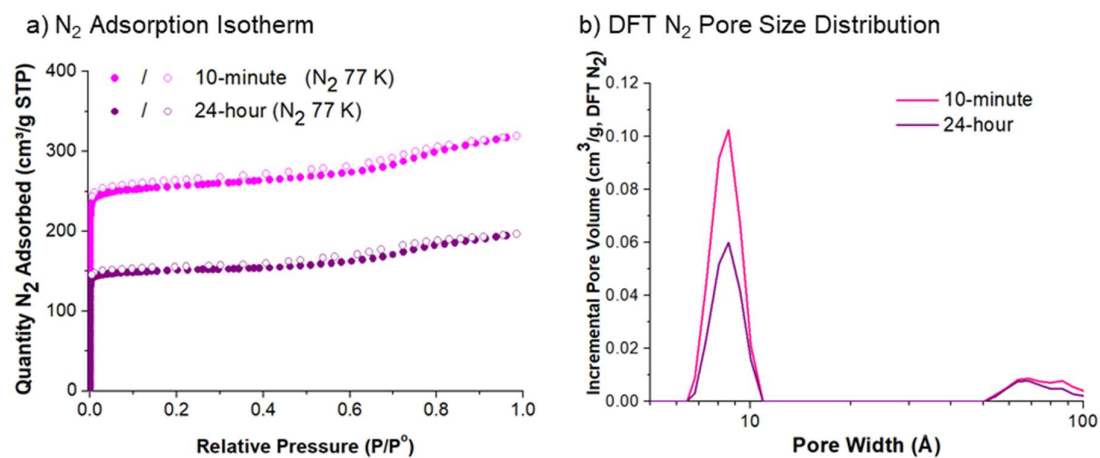 a) N₂ Adsorption Isotherm
Quantity N₂ Adsorbed (cm³/g STP)
400
300
200
100
0
● / ○ 10-minute (N₂ 77 K)
● / ○ 24-hour (N₂ 77 K)
0.0 0.2 0.4 0.6 0.8 1.0
Relative Pressure (P/P°)
b) DFT N₂ Pore Size Distribution
Incremental Pore Volume (cm³/g, DFT N₂)
0.12
0.10
0.08
0.06
0.04
0.02
0.00
10-minute
24-hour
10 100
Pore Width (Å)